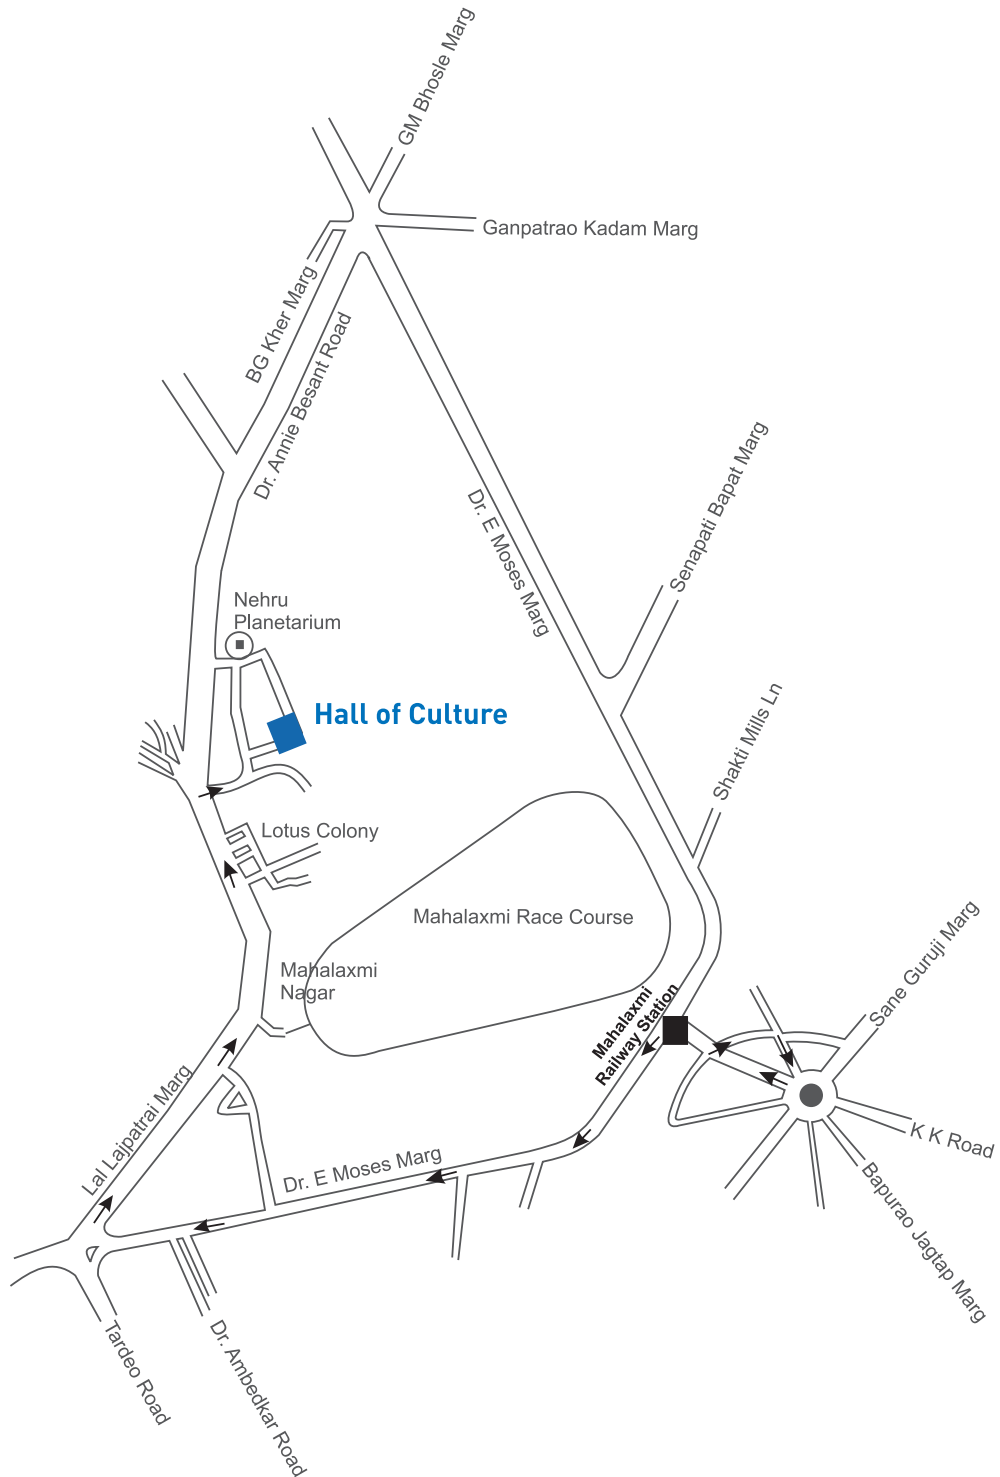 GM Bhosle Marg
Ganpatrao Kadam Marg
BG Kher Marg
Dr. Annie Besant Road
Dr. E Moses Marg
Senapati Bapat Marg
Nehru
Planetarium
Hall of Culture
Shakti Mills Ln
Lotus Colony
Mahalaxmi Race Course
Mahalaxmi
Nagar
Mahalaxmi
Railway Station
Sane Guruji Marg
Lal Lajpatrai Marg
K K Road
Dr. E Moses Marg
Bapurao Jagtap Marg
Tardeo Road
Dr. Ambedkar Road